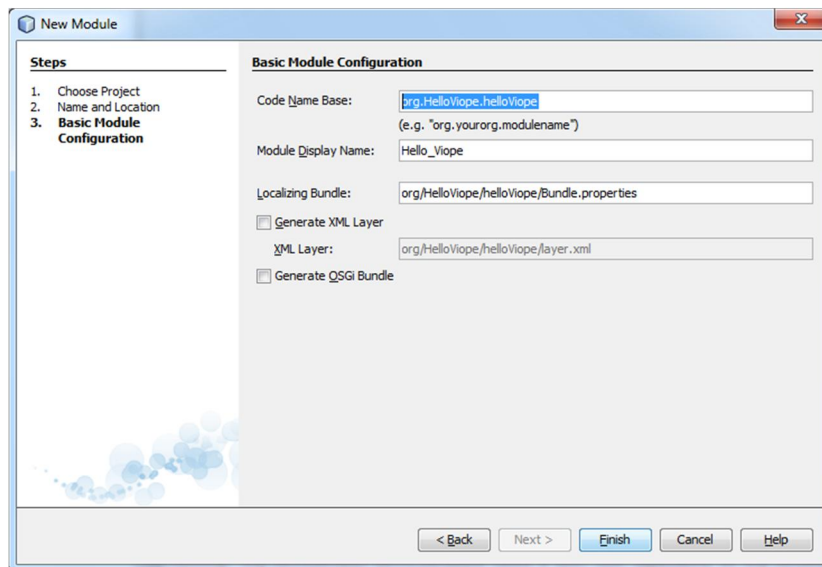 New Module
Steps
1. Choose Project
2. Name and Location
3. Basic Module
Configuration
Basic Module Configuration
Code Name Base: org.HelloViope.helloViope
(e.g. "org.yourorg.modulename")
Module Display Name: Hello_Viope
Localizing Bundle: org/HelloViope/helloViope/Bundle.properties
Generate XML Layer
XML Layer: org/HelloViope/helloViope/layer.xml
Generate OSGi Bundle
< Back Next > Finish Cancel Help